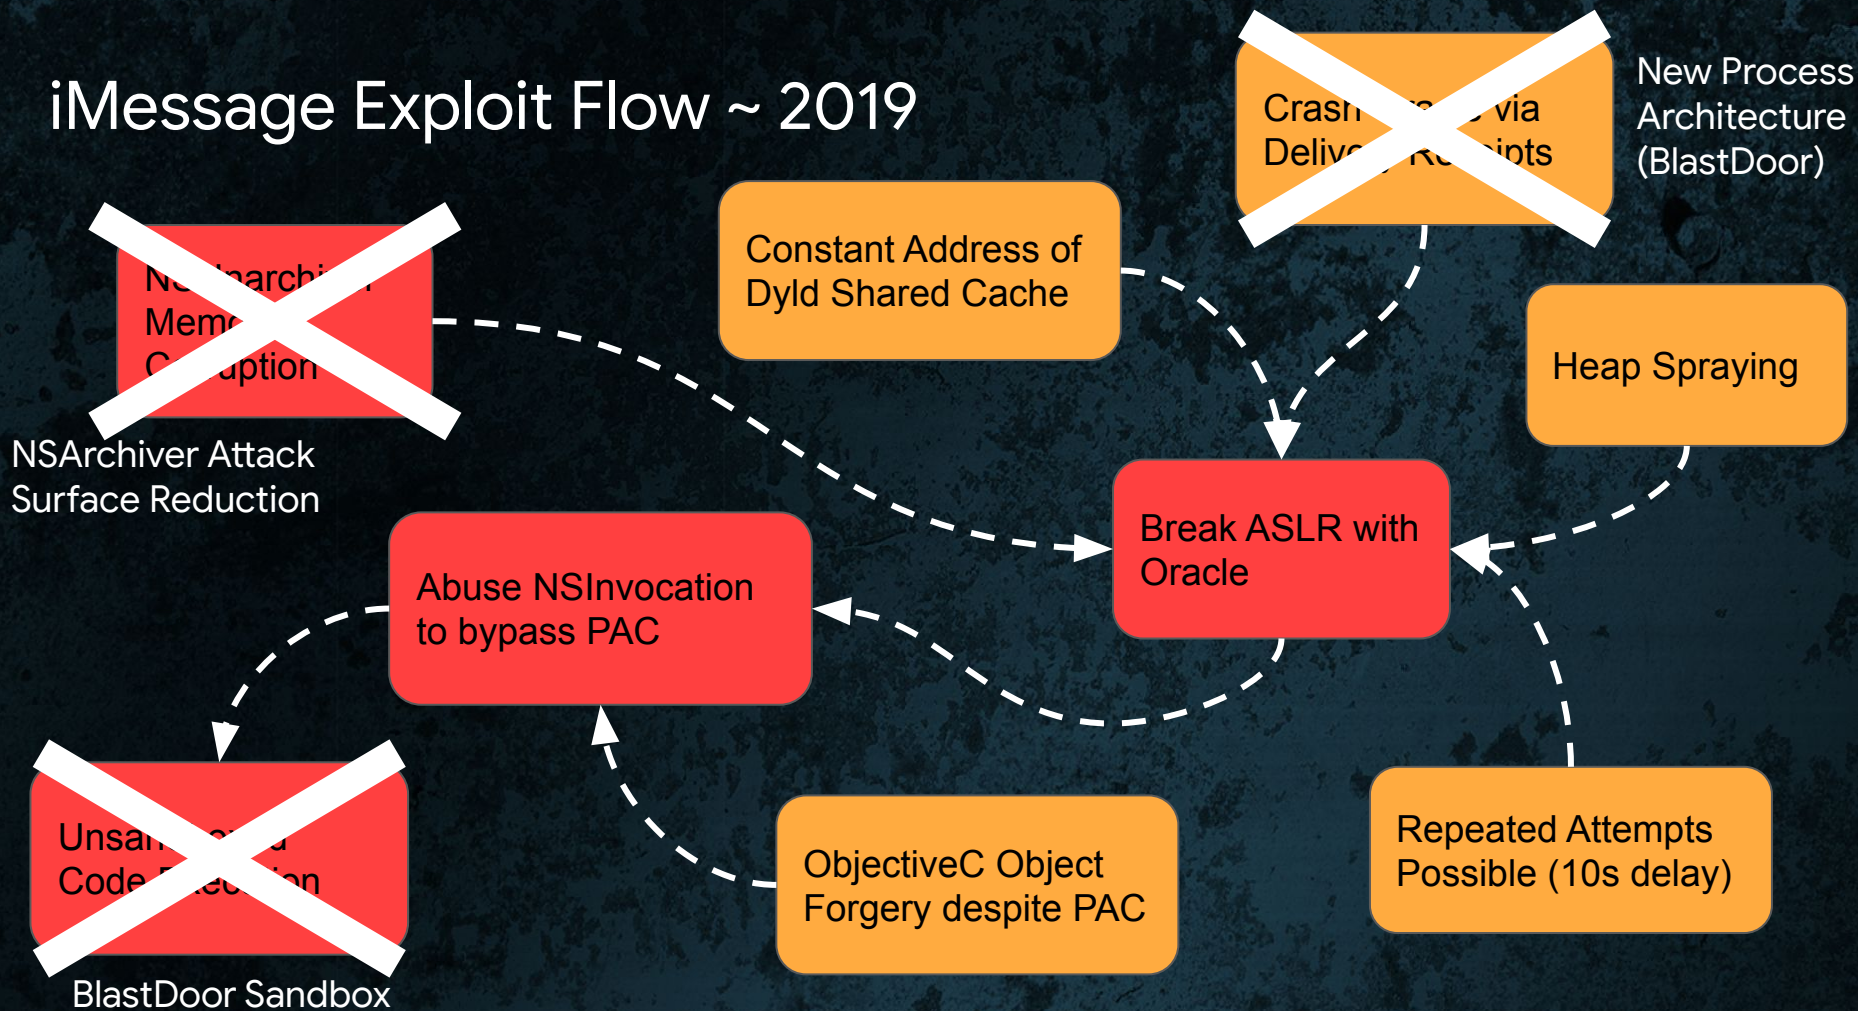 iMessage Exploit Flow ~ 2019
via
New Process
Architecture
(BlastDoor)
Constant Address of
Dyld Shared Cache
Heap Spraying
NSArchiver Attack
Surface Reduction
Break ASLR with
Oracle
Abuse NSInvocation
to bypass PAC
Code
ObjectiveC Object
Forgery despite PAC
Repeated Attempts
Possible (10s delay)
BlastDoor Sandbox